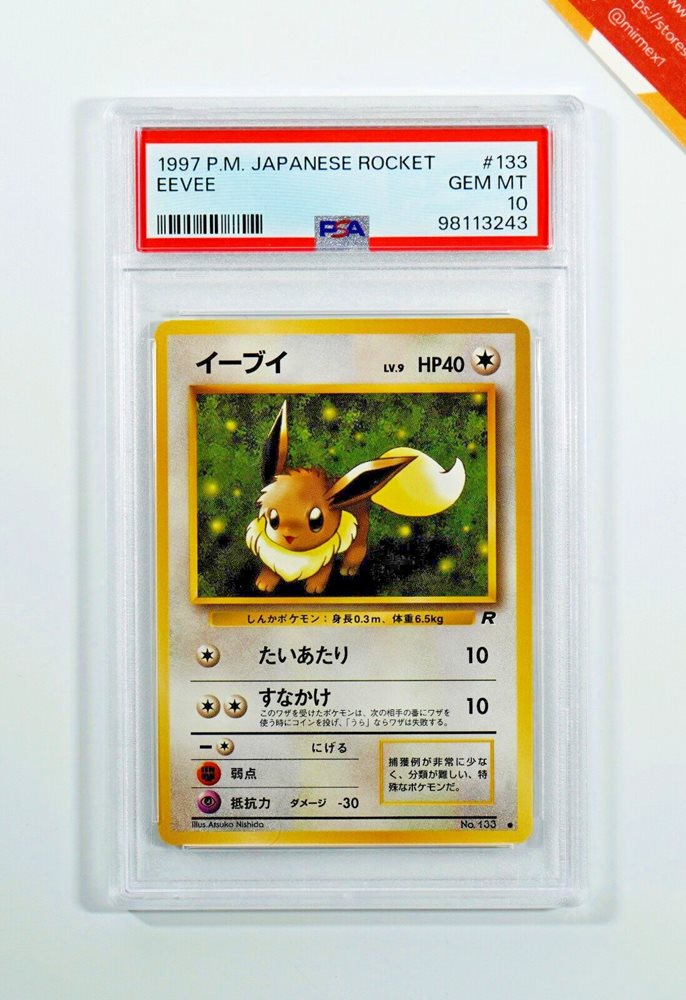 ww
ps://stores
@mirmex1
1997 P.M. JAPANESE ROCKET #133
EEVEE GEM MT
10
PSA 98113243
イーブイ LV.9 HP40
しんかポケモン：身長0.3m、体重6.5kg R
たいあたり 10
すなかけ 10
このワザを受けたポケモンは、次の相手の番にワザを
使う時にコインを投げ、「うら」ならワザは失敗する。
にげる
弱点
抵抗力 ダメージ -30
捕獲例が非常に少な
く、分類が難しい、特
殊なポケモンだ。
Illus.Atsuko Nishida No. 133 ●